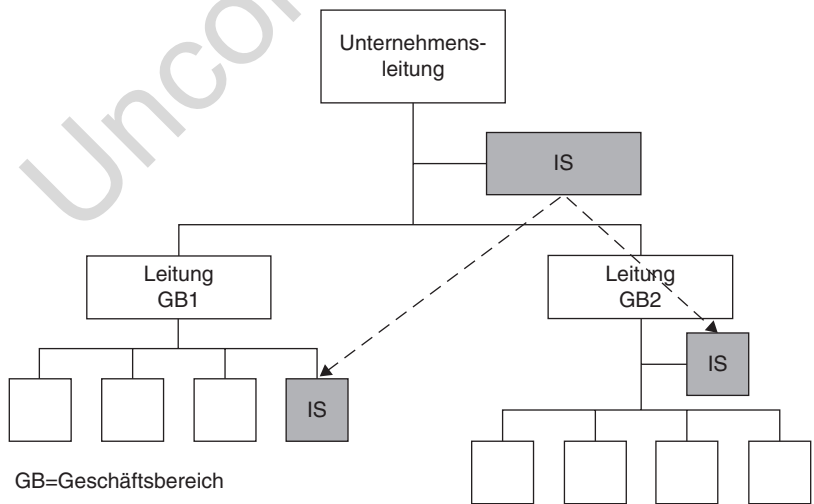 Unternehmens-
leitung
IS
Leitung
GB1
Leitung
GB2
IS
IS
GB=Geschäftsbereich